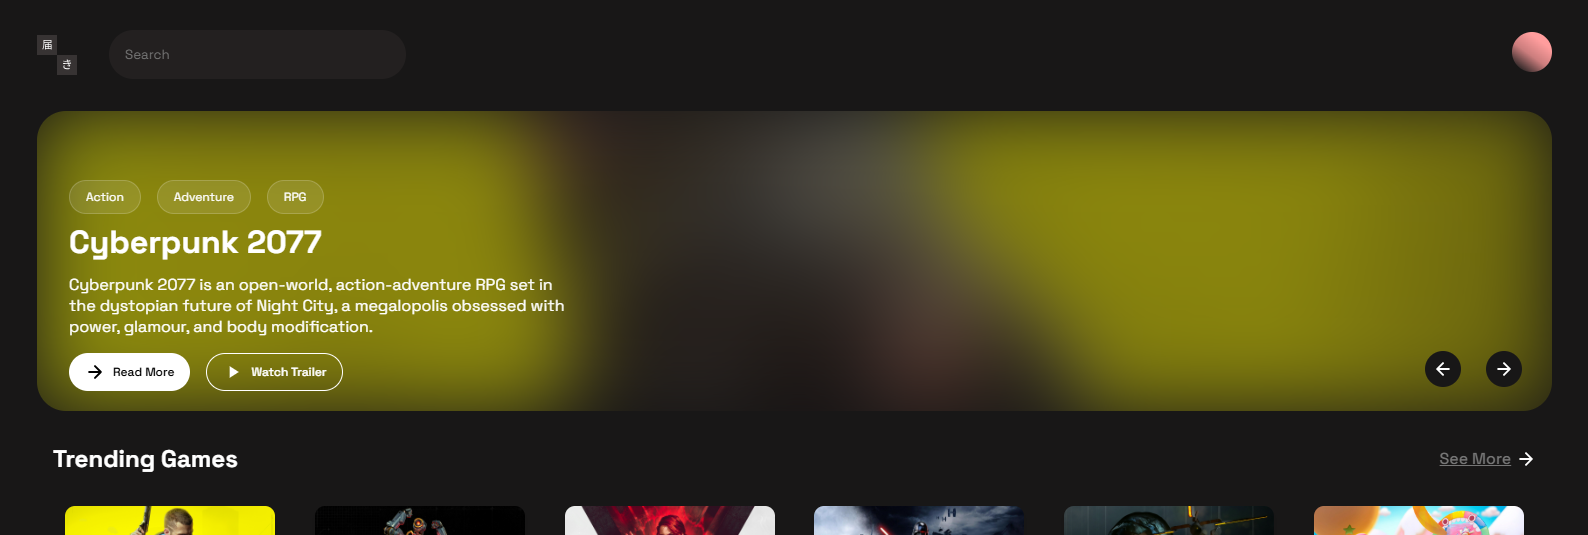 届
き
Search
Action
Adventure
RPG
Cyberpunk 2077
Cyberpunk 2077 is an open-world, action-adventure RPG set in
the dystopian future of Night City, a megalopolis obsessed with
power, glamour, and body modification.
Read More
Watch Trailer
Trending Games
See More